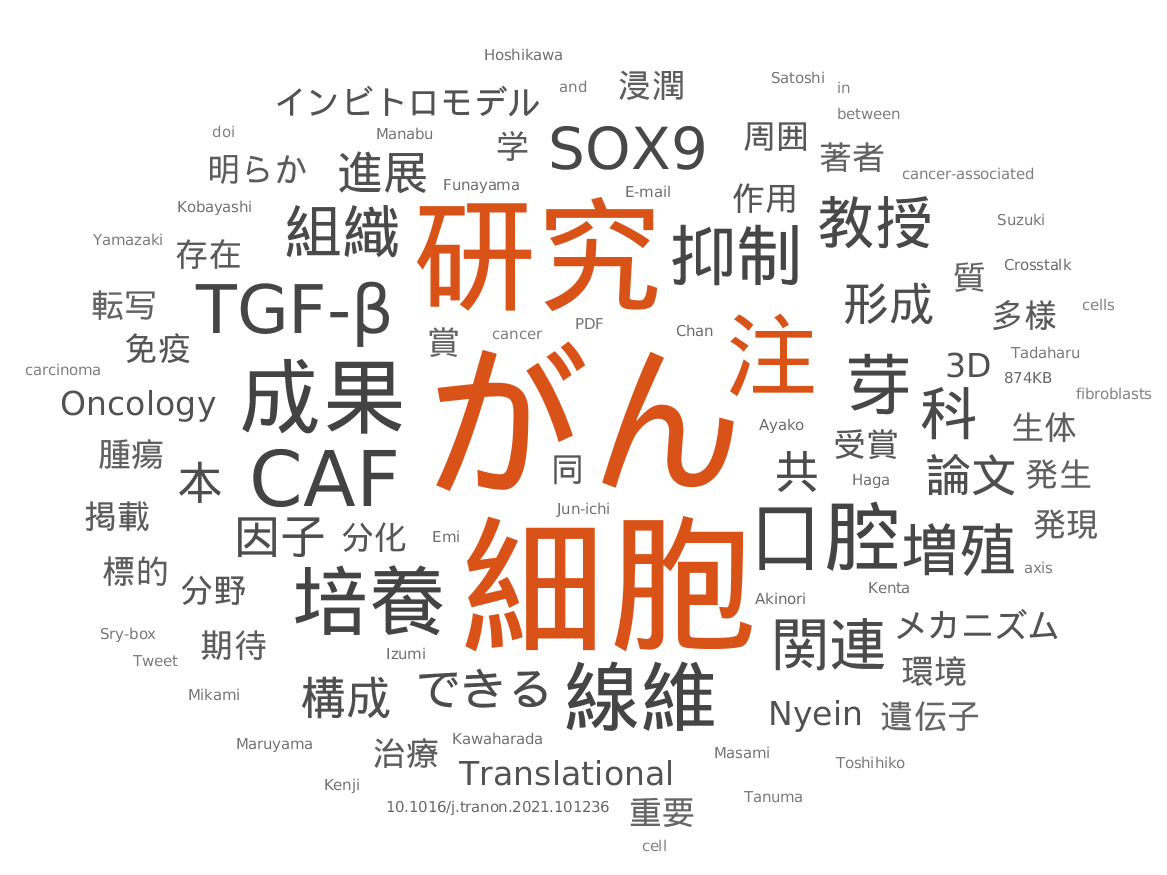 Hoshikawa
Satoshi
in
and
浸潤
インビトロモデル
between
doi
Manabu
学
SOX9
周囲
著者
明らか
進展
cancer-associated
Funayama
E-mail
作用
Kobayashi
組織
研究
抑制
教授
Suzuki
Yamazaki
存在
Crosstalk
質
転写
TGF-β
形成
多様
cells
賞
cancer
PDF
Chan
免疫
注
Tadaharu
carcinoma
成果
がん
芽
3D
874KB
fibroblasts
Oncology
科
Ayako
受賞
生体
腫瘍
本
CAF
同
共
Haga
論文
発生
掲載
Jun-ichi
因子
分化
Emi
口腔
増殖
発現
標的
axis
分野
培養
細胞
Akinori
Kenta
Sry-box
期待
メカニズム
Tweet
Izumi
関連
環境
Mikami
構成
できる
線維
Nyein
遺伝子
Maruyama
治療
Kawaharada
Masami
Toshihiko
Kenji
Translational
10.1016/j.tranon.2021.101236
重要
Tanuma
cell